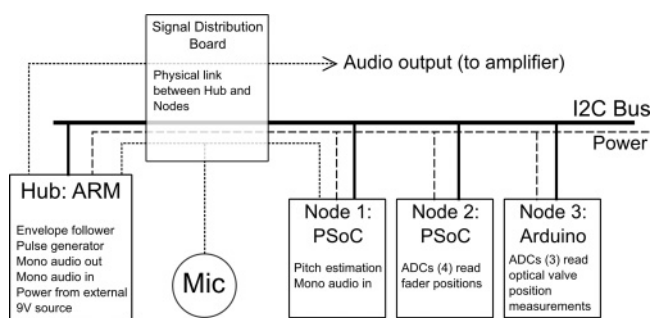 Signal Distribution
Board
Physical link
between Hub and
Nodes
Audio output (to amplifier)
I2C Bus
Power
Hub: ARM
Envelope follower
Pulse generator
Mono audio out
Mono audio in
Power from external
9V source
Mic
Node 1:
PSoC
Pitch estimation
Mono audio in
Node 2:
PSoC
ADCs (4) read
fader positions
Node 3:
Arduino
ADCs (3) read
optical valve
position
measurements